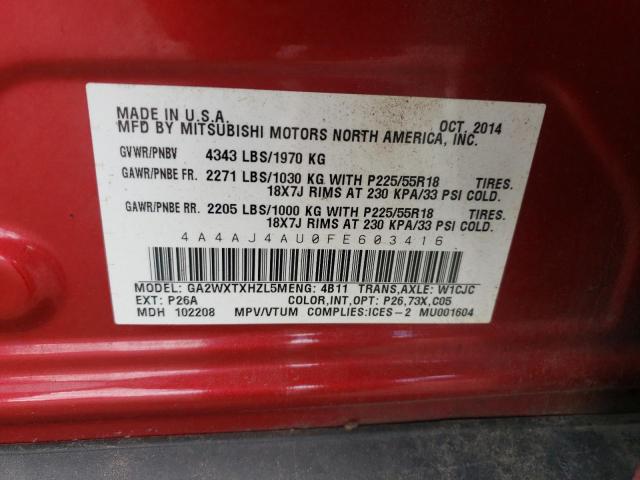 MADE IN U.S.A. OCT 2014
MFD BY MITSUBISHI MOTORS NORTH AMERICA, INC.
GVWR/PNBV 4343 LBS/1970 KG
GAWR/PNBE FR. 2271 LBS/1030 KG WITH P225/55R18 TIRES.
18X7J RIMS AT 230 KPA/33 PSI COLD.
GAWR/PNBE RR. 2205 LBS/1000 KG WITH P225/55R18 TIRES.
18X7J RIMS AT 230 KPA/33 PSI COLD.
4A4AJ4AU0FE603416
MODEL: GA2WXTXHZL5MENG: 4B11 TRANS,AXLE: W1CJC
EXT: P26A COLOR,INT,OPT: P26,73X,C05
MDH 102208 MPV/VTUM COMPLIES:ICES-2 MU001604